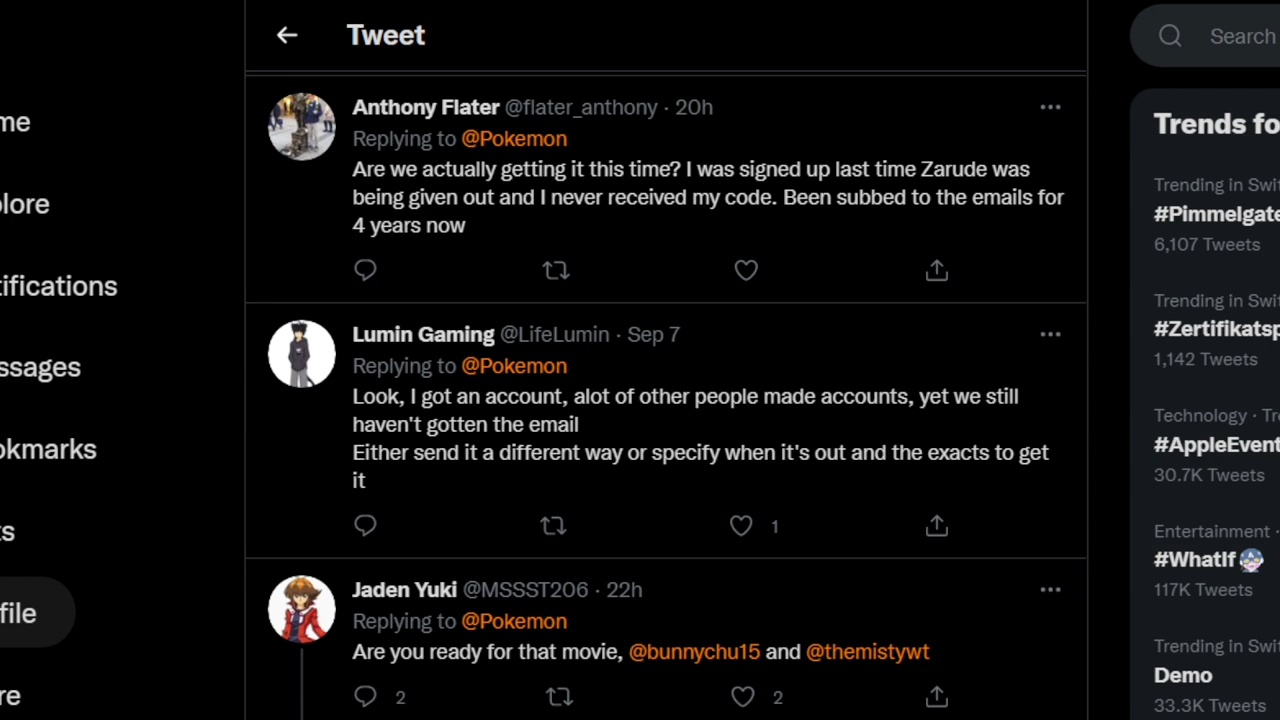 Tweet
Search
me
plore
tifications
ssages
okmarks
ts
file
re
Anthony Flater @flater_anthony · 20h
Replying to @Pokemon
Are we actually getting it this time? I was signed up last time Zarude was
being given out and I never received my code. Been subbed to the emails for
4 years now
Lumin Gaming @LifeLumin · Sep 7
Replying to @Pokemon
Look, I got an account, alot of other people made accounts, yet we still
haven't gotten the email
Either send it a different way or specify when it's out and the exacts to get
it
1
Jaden Yuki @MSSST206 · 22h
Replying to @Pokemon
Are you ready for that movie, @bunnychu15 and @themistywt
2
2
Trends fo
Trending in Swit
#Pimmelgate
6,107 Tweets
Trending in Swit
#Zertifikatsp
1,142 Tweets
Technology · Tre
#AppleEvent
30.7K Tweets
Entertainment ·
#WhatIf
117K Tweets
Trending in Swit
Demo
33.3K Tweets